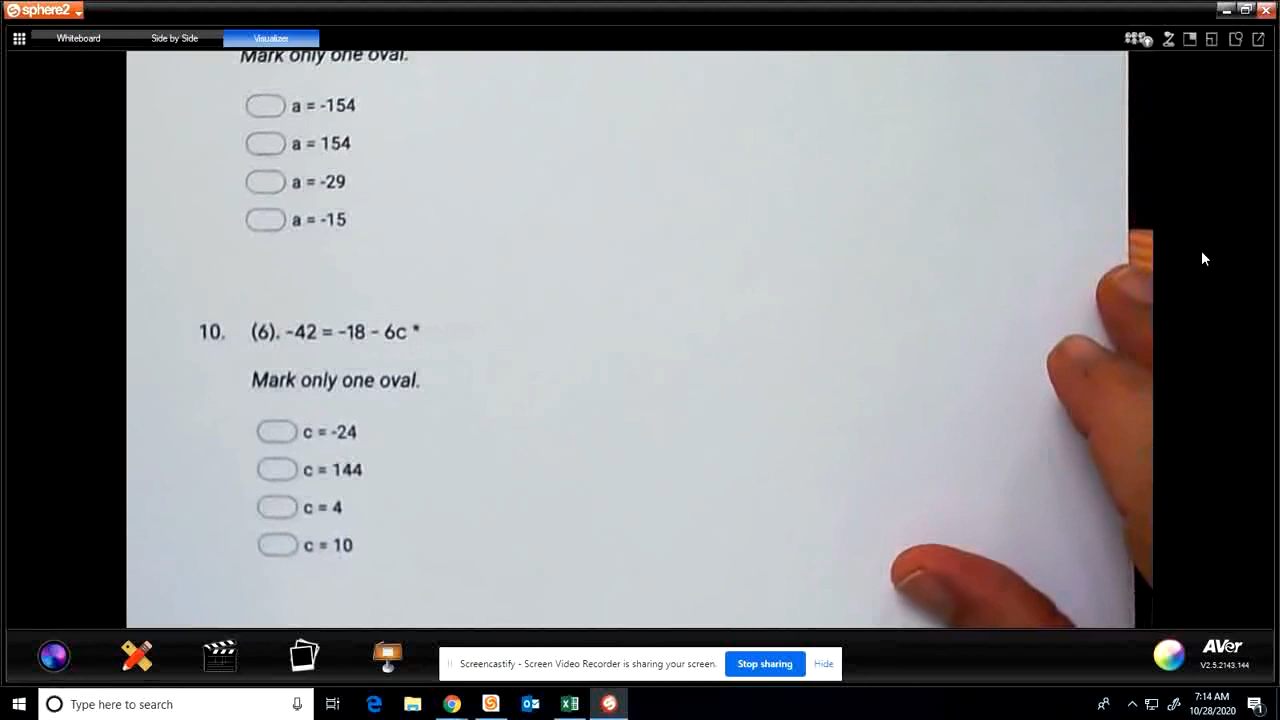 sphere2
Whiteboard Side by Side Visualizer
Mark only one oval.
a = -154
a = 154
a = -29
a = -15
10. (6). -42 = -18 - 6c *
Mark only one oval.
c = -24
c = 144
c = 4
c = 10
Screencastify - Screen Video Recorder is sharing your screen. Stop sharing Hide
AVer
V2.5.2143.144
Type here to search
7:14 AM
10/28/2020
1